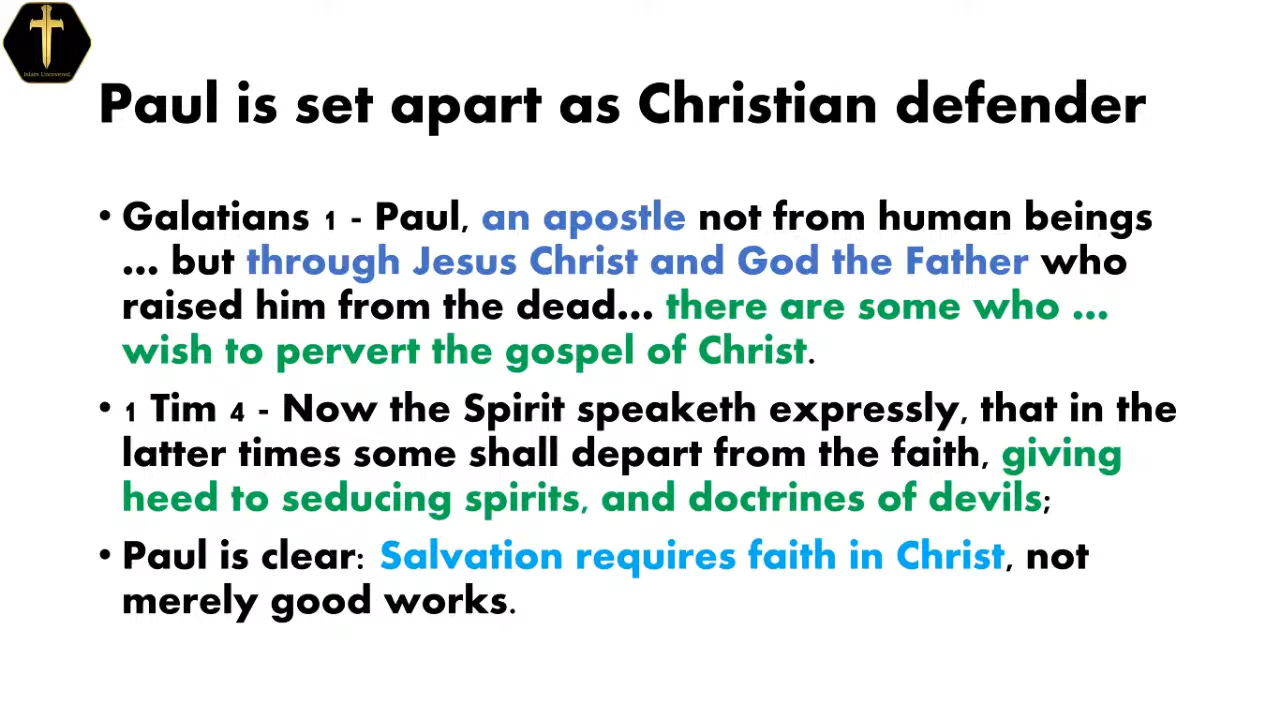 Islam Uncovered
Paul is set apart as Christian defender
• Galatians 1 - Paul, an apostle not from human beings
... but through Jesus Christ and God the Father who
raised him from the dead... there are some who ...
wish to pervert the gospel of Christ.
• 1 Tim 4 - Now the Spirit speaketh expressly, that in the
latter times some shall depart from the faith, giving
heed to seducing spirits, and doctrines of devils;
• Paul is clear: Salvation requires faith in Christ, not
merely good works.